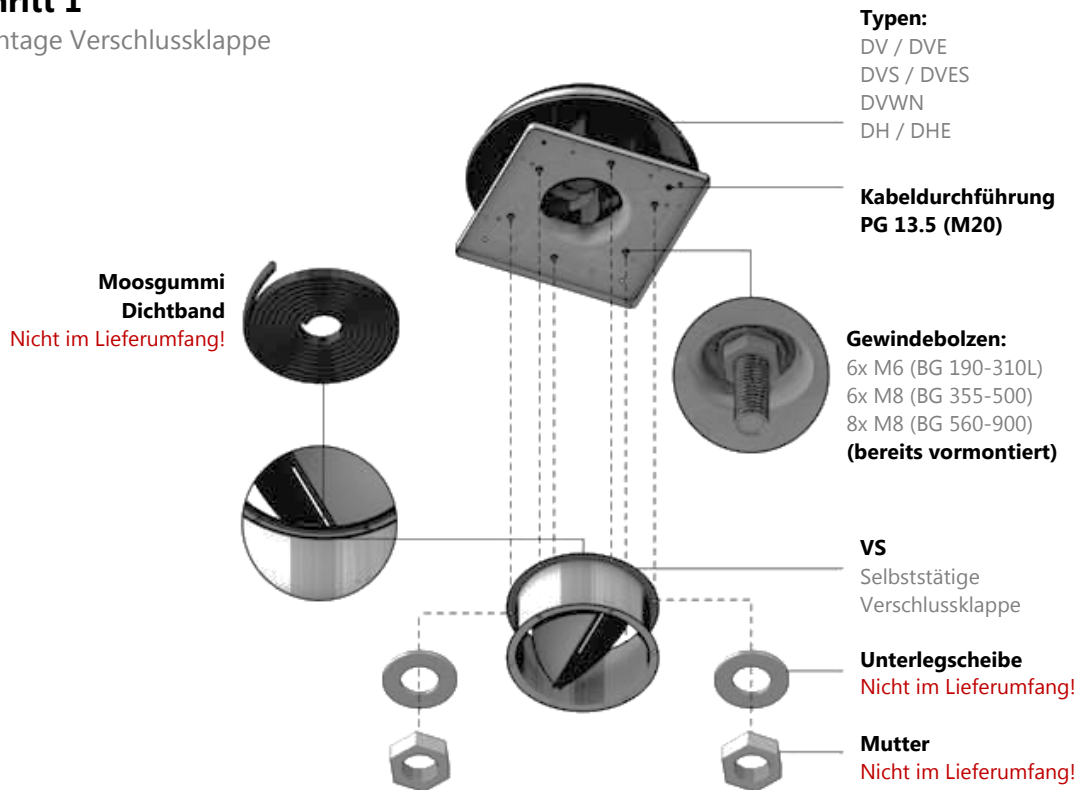 ntage Verschlussklappe
Typen:
DV / DVE
DVS / DVES
DVWN
DH / DHE
Kabeldurchführung
PG 13.5 (M20)
Moosgummi
Dichtband
Nicht im Lieferumfang!
Gewindebolzen:
6x M6 (BG 190-310L)
6x M8 (BG 355-500)
8x M8 (BG 560-900)
(bereits vormontiert)
VS
Selbststätige
Verschlussklappe
Unterlegscheibe
Nicht im Lieferumfang!
Mutter
Nicht im Lieferumfang!